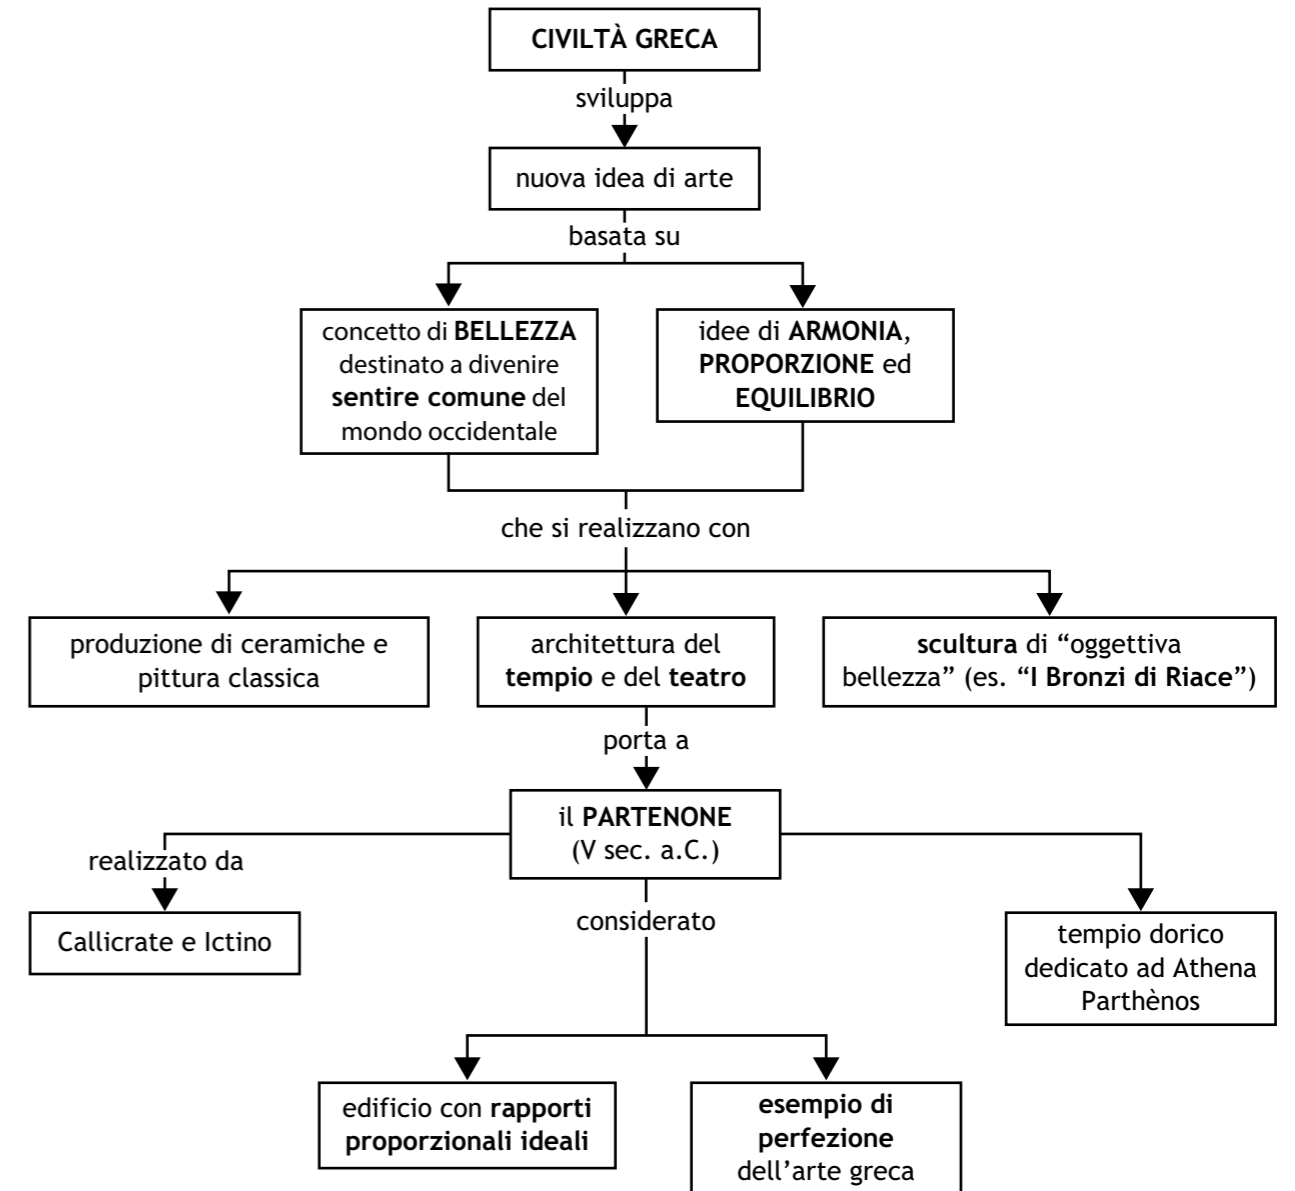 CIVILTÀ GRECA
sviluppa
nuova idea di arte
basata su
concetto di BELLEZZA
destinato a divenire
sentire comune del
mondo occidentale
idee di ARMONIA,
PROPORZIONE ed
EQUILIBRIO
che si realizzano con
produzione di ceramiche e
pittura classica
architettura del
tempio e del teatro
scultura di “oggettiva
bellezza” (es. “I Bronzi di Riace”)
porta a
il PARTENONE
(V sec. a.C.)
realizzato da
Callicrate e Ictino
considerato
tempio dorico
dedicato ad Athena
Parthènos
edificio con rapporti
proporzionali ideali
esempio di
perfezione
dell’arte greca